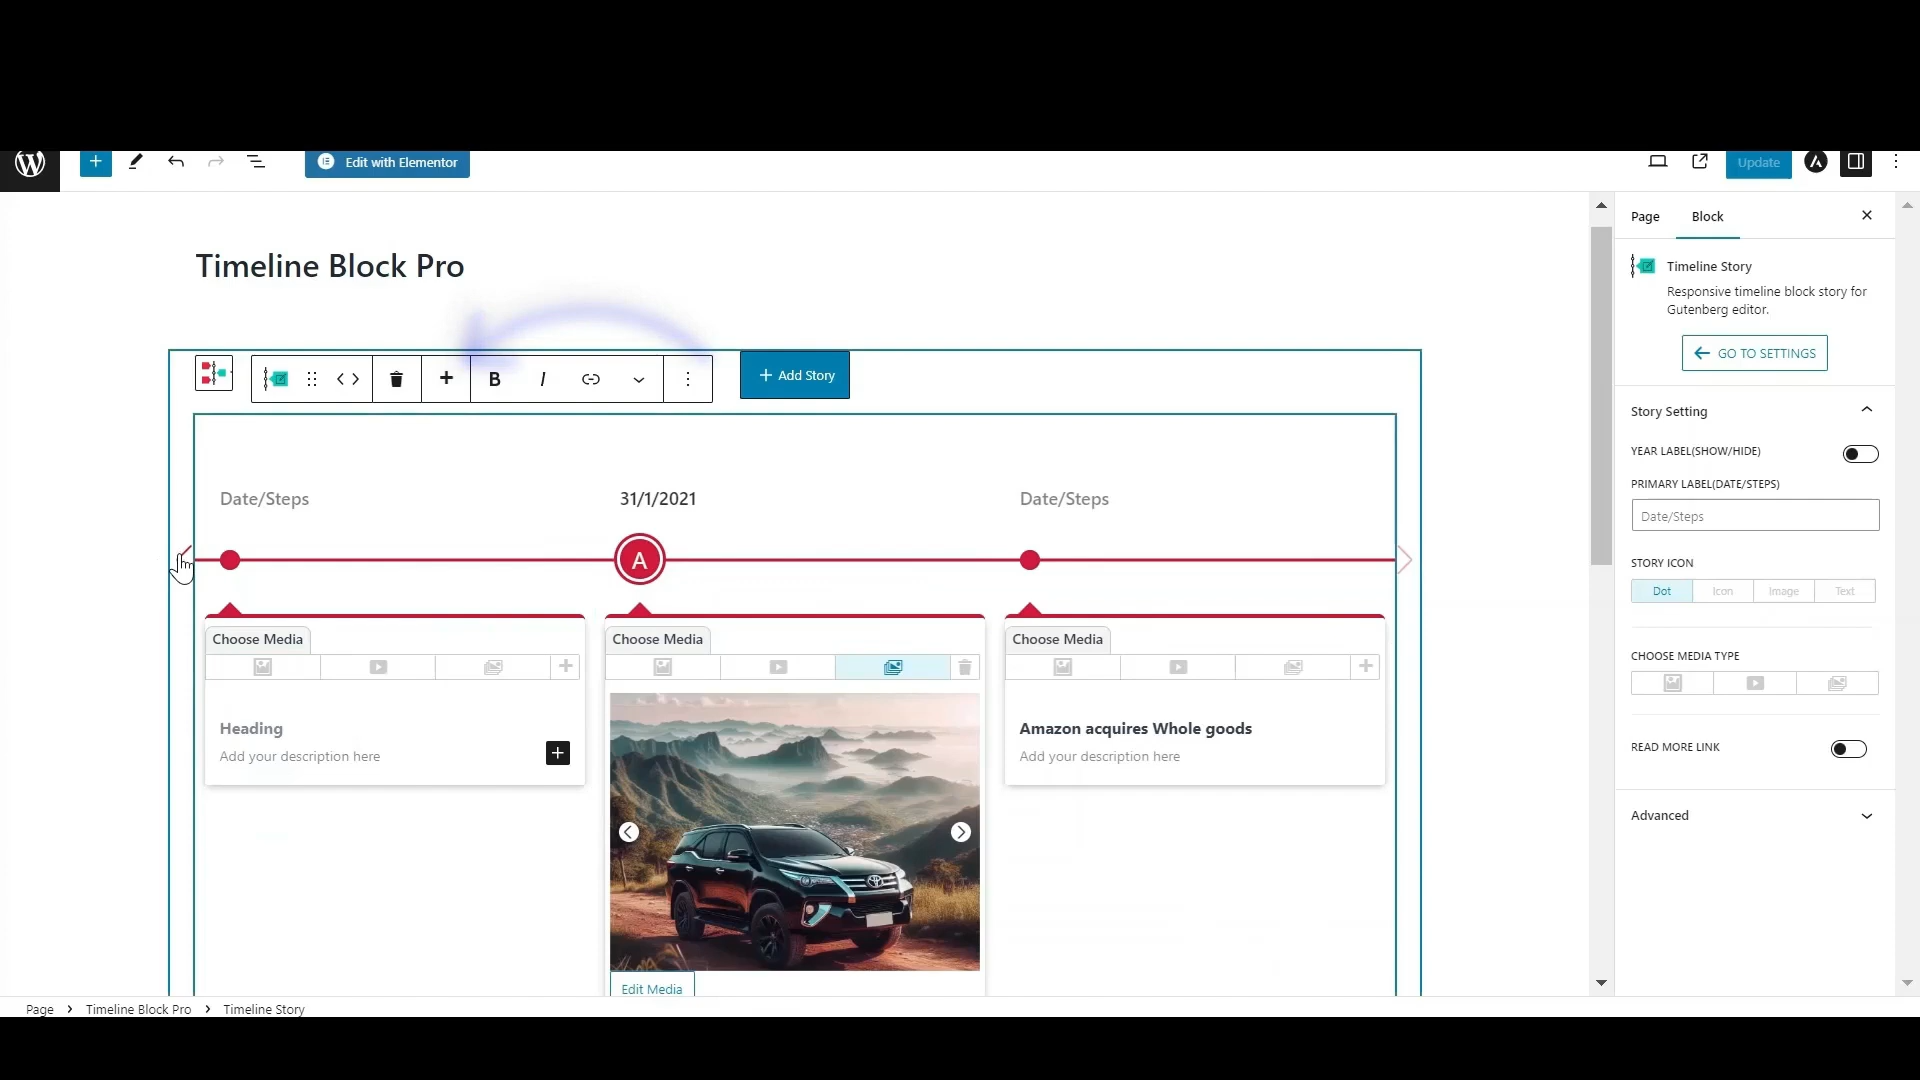 Edit with Elementor
Update
Page
Block
Timeline Block Pro
Timeline Story
Responsive timeline block story for
Gutenberg editor.
GO TO SETTINGS
B
I
Add Story
Story Setting
YEAR LABEL(SHOW/HIDE)
PRIMARY LABEL(DATE/STEPS)
Date/Steps
Date/Steps
31/1/2021
Date/Steps
A
STORY ICON
Dot
Icon
Image
Text
Choose Media
Choose Media
Choose Media
CHOOSE MEDIA TYPE
Heading
Add your description here
Amazon acquires Whole goods
Add your description here
READ MORE LINK
Advanced
Edit Media
Page
Timeline Block Pro
Timeline Story